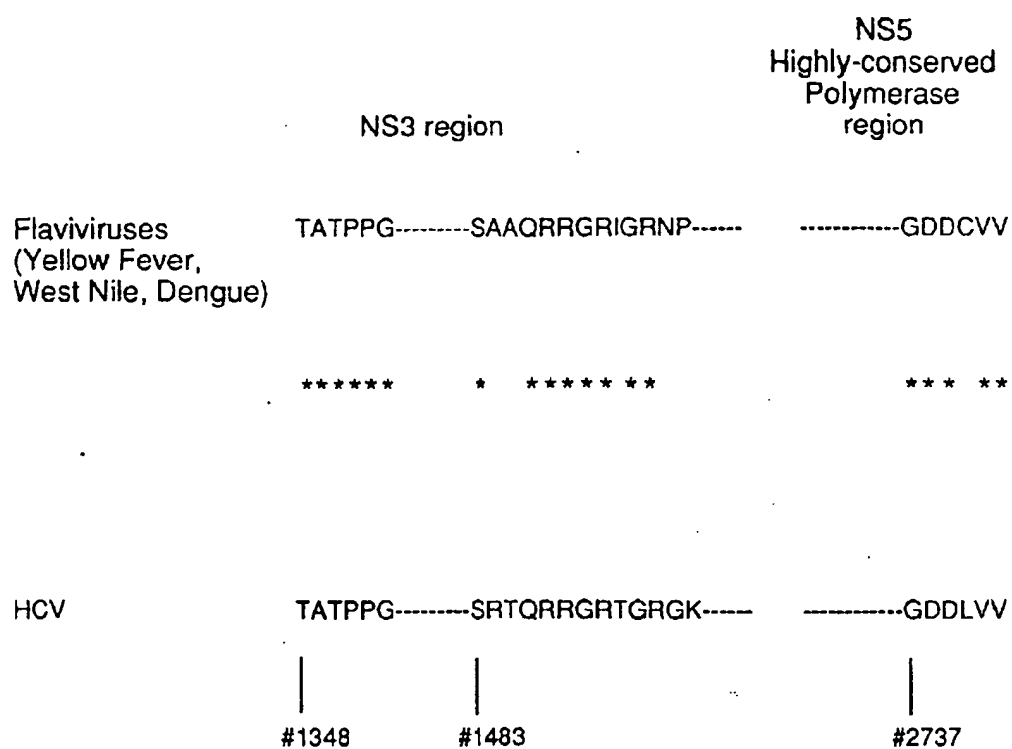 NS5
Highly-conserved
Polymerase
region
NS3 region
Flaviviruses
(Yellow Fever,
West Nile, Dengue)
TATPPG---------SAAQRRGRIGRNP------ ------------GDDCVV
****** * ****** ** *** **
HCV TATPPG---------SRTQRRGRTGRGK------ ------------GDDLVV
#1348 #1483 #2737